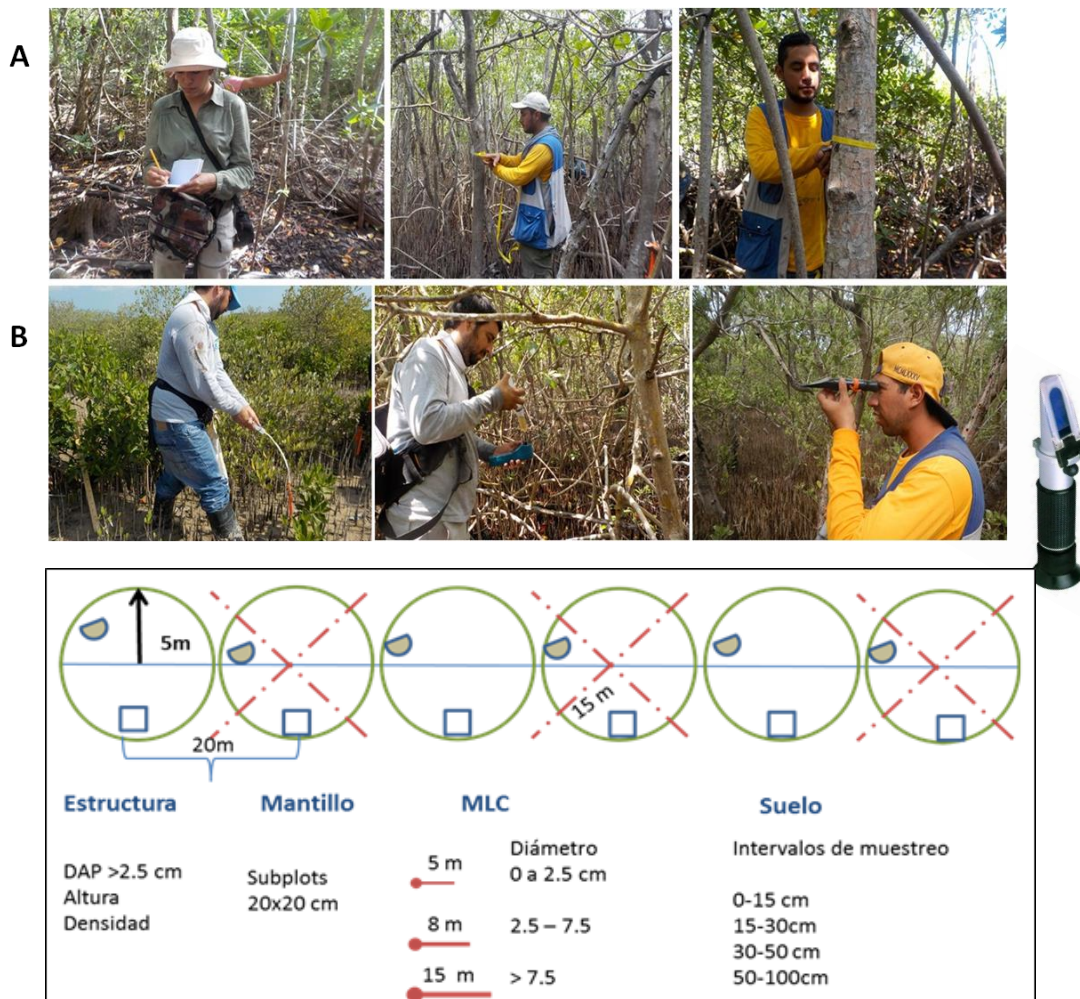 A
B
MCMLXXIV
5m
15 m
20m
Estructura
DAP >2.5 cm
Altura
Densidad
Mantillo
Subplots
20x20 cm
MLC
Diámetro
5 m
0 a 2.5 cm
8 m
2.5 – 7.5
15 m
> 7.5
Suelo
Intervalos de muestreo
0-15 cm
15-30cm
30-50 cm
50-100cm